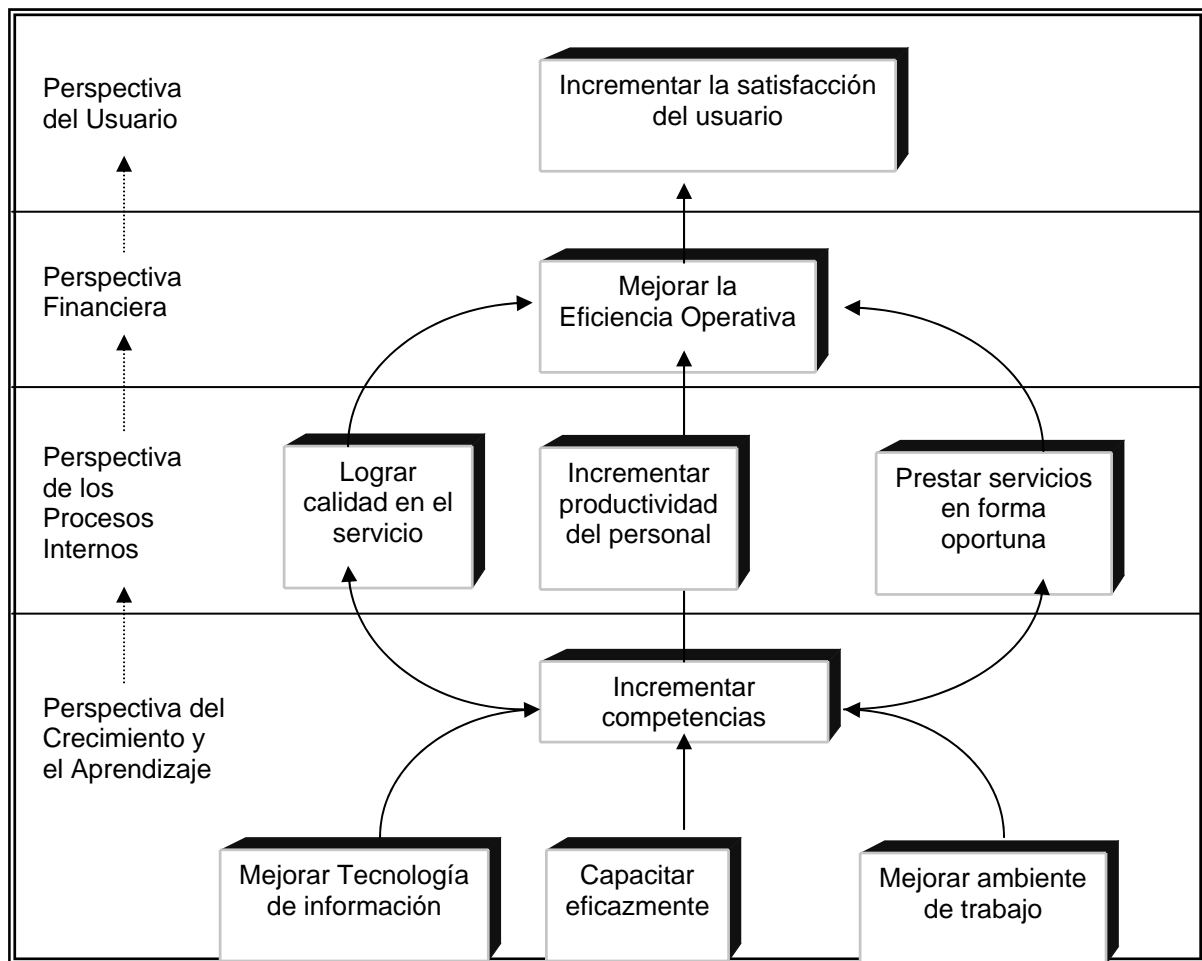 Perspectiva
del Usuario
Incrementar la satisfacción
del usuario
Perspectiva
Financiera
Mejorar la
Eficiencia Operativa
Perspectiva
de los
Procesos
Internos
Lograr
calidad en el
servicio
Incrementar
productividad
del personal
Prestar servicios
en forma
oportuna
Perspectiva del
Crecimiento y
el Aprendizaje
Incrementar
competencias
Mejorar Tecnología
de información
Capacitar
eficazmente
Mejorar ambiente
de trabajo